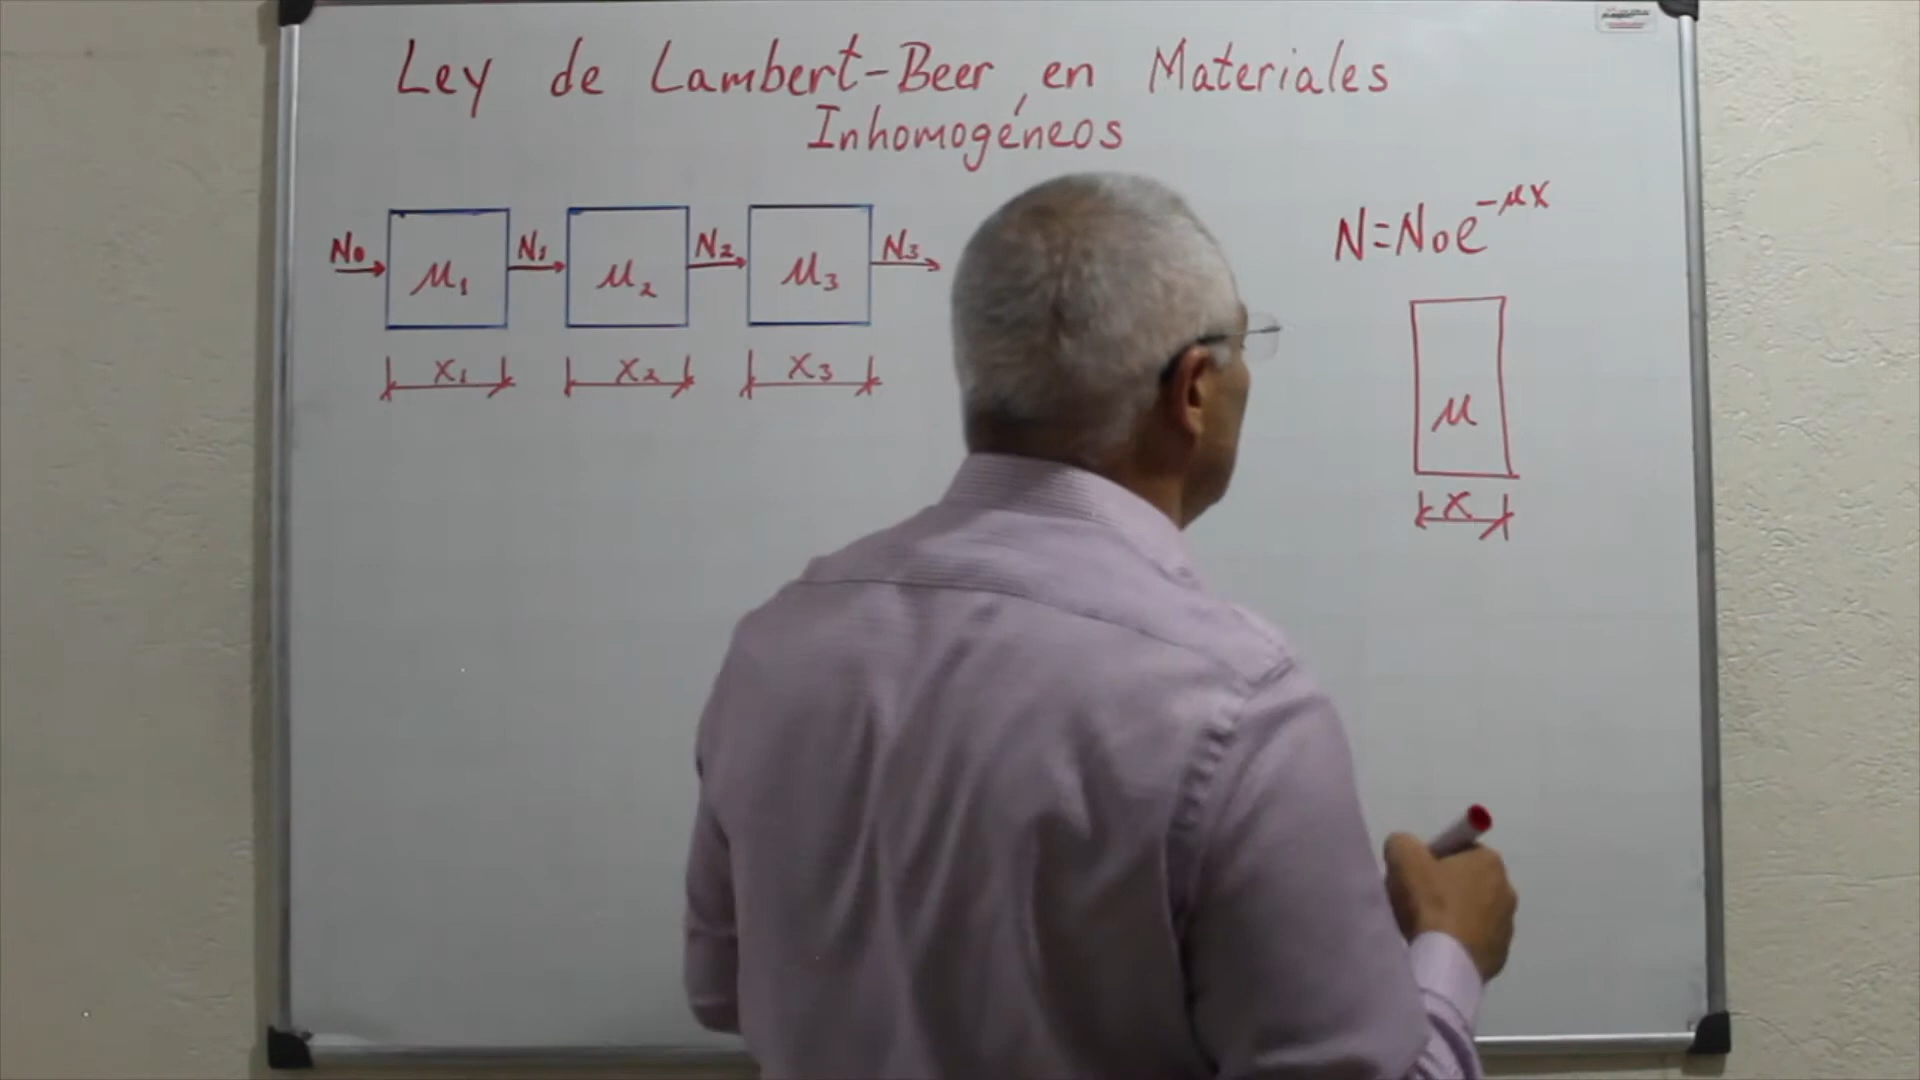 Ley de Lambert-Beer, en Materiales
Inhomogéneos
N₀ μ₁ N₁ μ₂ N₂ μ₃ N₃
x₁ x₂ x₃
N=N₀e^-μx
μ
x